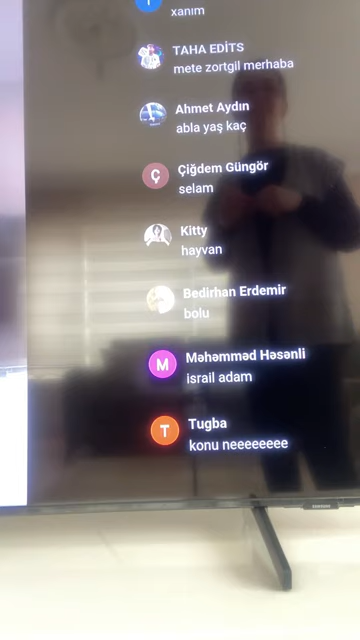 T
xanım
TAHA EDİTS
mete zortgil merhaba
Ahmet Aydın
abla yaş kaç
Ç
Çiğdem Güngör
selam
Kitty
hayvan
Bedirhan Erdemir
bolu
M
Məhəmməd Həsənli
israil adam
T
Tugba
konu neeeeeeee
SAMSUNG